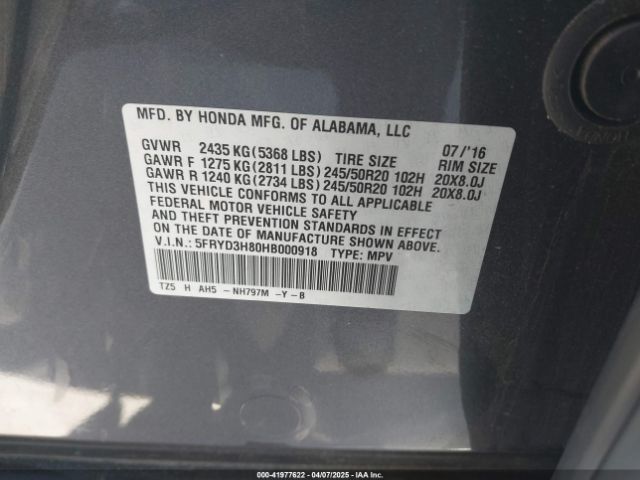 MFD. BY HONDA MFG. OF ALABAMA, LLC 07/'16
GVWR 2435 KG(5368 LBS) TIRE SIZE RIM SIZE
GAWR F 1275 KG(2811 LBS) 245/50R20 102H 20X8.0J
GAWR R 1240 KG(2734 LBS) 245/50R20 102H 20X8.0J
THIS VEHICLE CONFORMS TO ALL APPLICABLE
FEDERAL MOTOR VEHICLE SAFETY
AND THEFT PREVENTION STANDARDS IN EFFECT
ON THE DATE OF MANUFACTURE SHOWN ABOVE.
V.I.N.: 5FRYD3H80HB000918 TYPE: MPV
TZ5 H AH5 -NH797M -Y-B
000-41977622 - 04/07/2025 - IAA Inc.